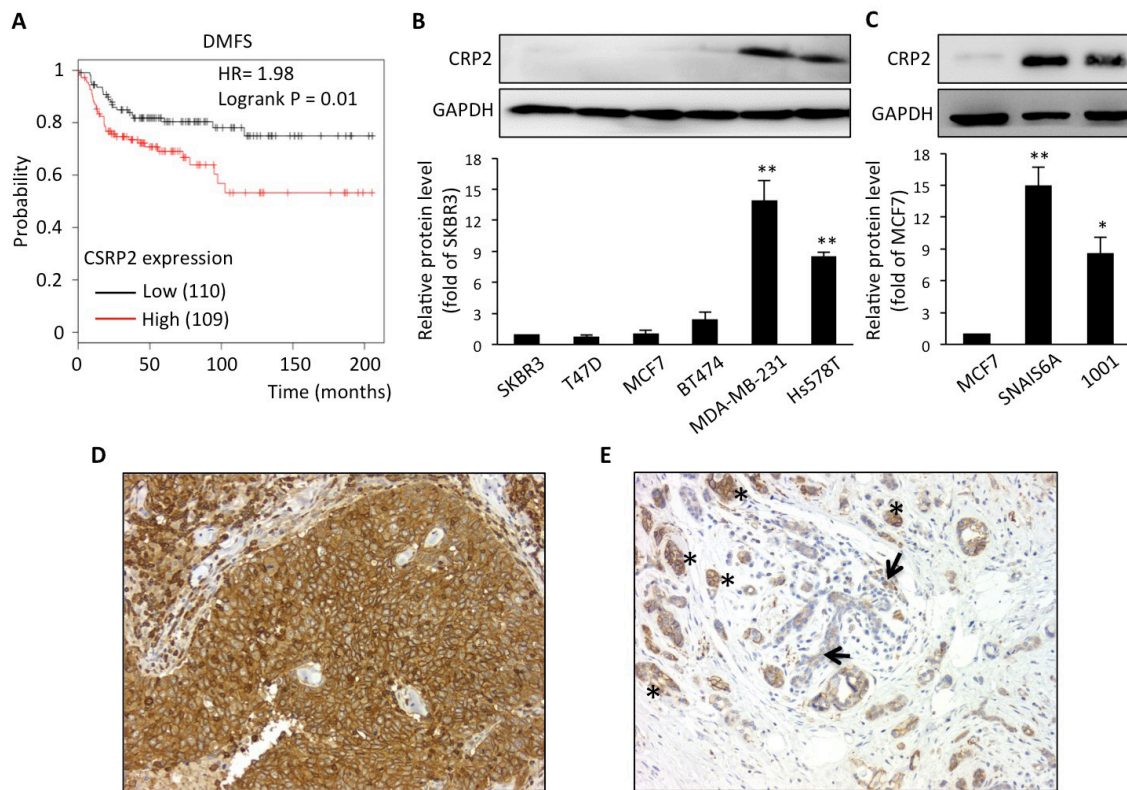 A
DMFS
HR= 1.98
Logrank P = 0.01
1
0.8
0.6
0.4
0.2
0
Probability
CSRP2 expression
Low (110)
High (109)
0 50 100 150 200
Time (months)
B
CRP2
GAPDH
Relative protein level
(fold of SKBR3)
18
15
12
9
6
3
0
** **
SKBR3 T47D MCF7 BT474 MDA-MB-231 Hs578T
C
CRP2
GAPDH
Relative protein level
(fold of MCF7)
18
15
12
9
6
3
0
** *
MCF7 SNAIS6A 1001
D
E
* * * * *